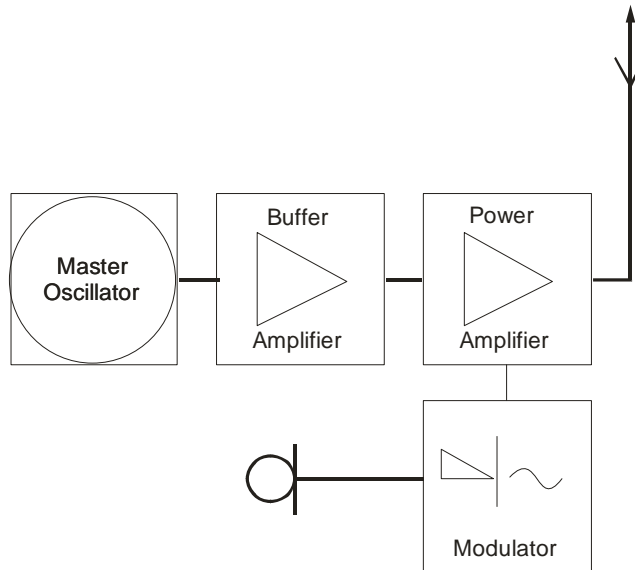 Master
Oscillator
Buffer
Amplifier
Power
Amplifier
Modulator